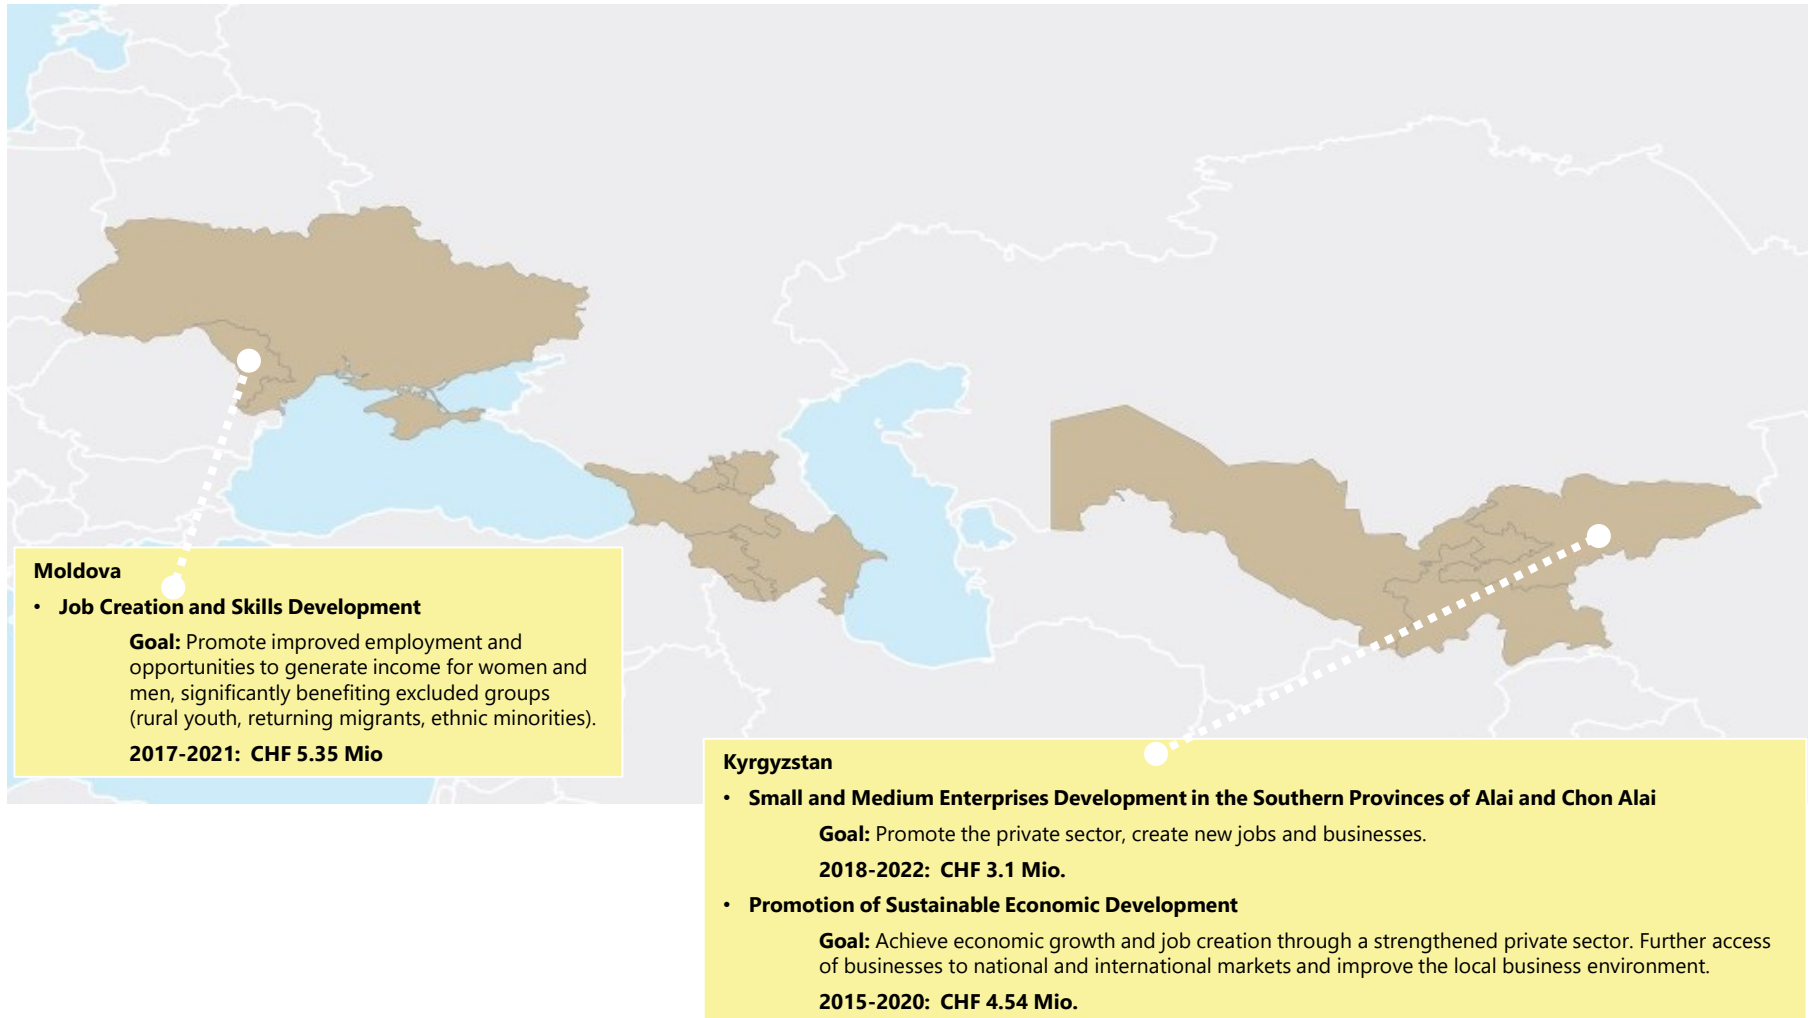 Moldova
• Job Creation and Skills Development
Goal: Promote improved employment and
opportunities to generate income for women and
men, significantly benefiting excluded groups
(rural youth, returning migrants, ethnic minorities).
2017-2021: CHF 5.35 Mio
Kyrgyzstan
• Small and Medium Enterprises Development in the Southern Provinces of Alai and Chon Alai
Goal: Promote the private sector, create new jobs and businesses.
2018-2022: CHF 3.1 Mio.
• Promotion of Sustainable Economic Development
Goal: Achieve economic growth and job creation through a strengthened private sector. Further access
of businesses to national and international markets and improve the local business environment.
2015-2020: CHF 4.54 Mio.